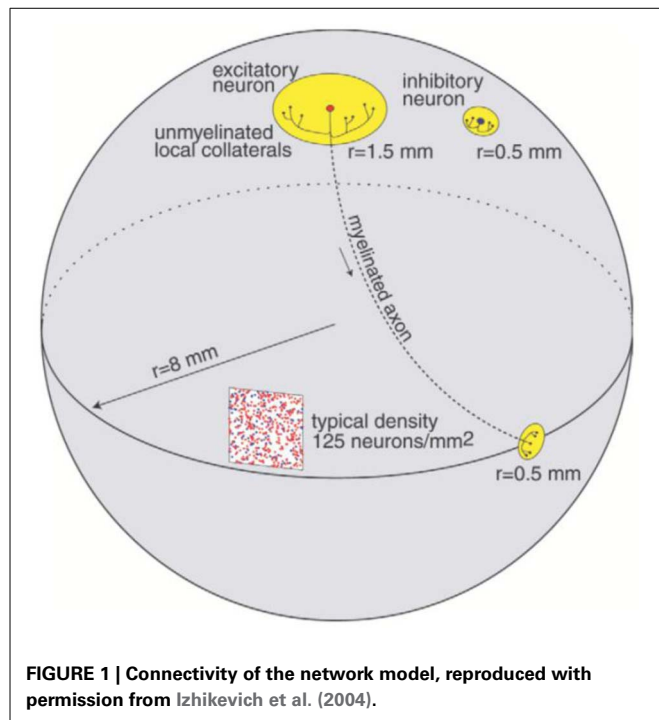 excitatory
neuron
inhibitory
neuron
unmyelinated
local collaterals
r=1.5 mm
r=0.5 mm
myelinated axon
r=8 mm
typical density
125 neurons/mm2
r=0.5 mm
FIGURE 1 | Connectivity of the network model, reproduced with
permission from Izhikevich et al. (2004).